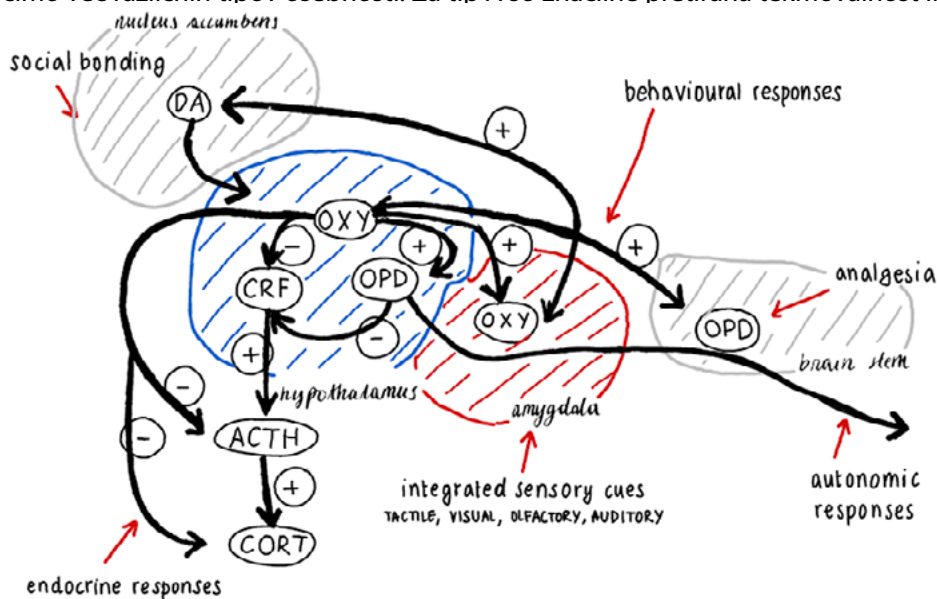 nucleus accumbens
social bonding
DA
+
behavioural responses
OXY
-
+
+
+
analgesia
CRF
OPD
OXY
OPD
+
-
brain stem
hypothalamus
amygdala
-
ACTH
-
+
integrated sensory cues
TACTILE, VISUAL, OLFACTORY, AUDITORY
autonomic
responses
CORT
endocrine responses